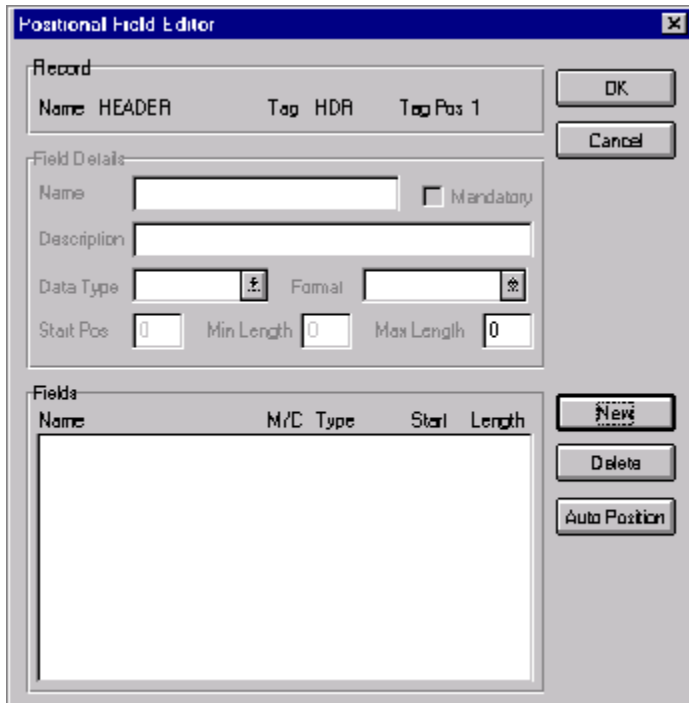 Positional Field Editor
Record
Name HEADER Tag HDR Tag Pos 1
OK
Cancel
Field Details
Name Mandatory
Description
Data Type Format
Start Pos 0 Min Length 0 Max Length 0
Fields
Name M/C Type Start Length
New
Delete
Auto Position